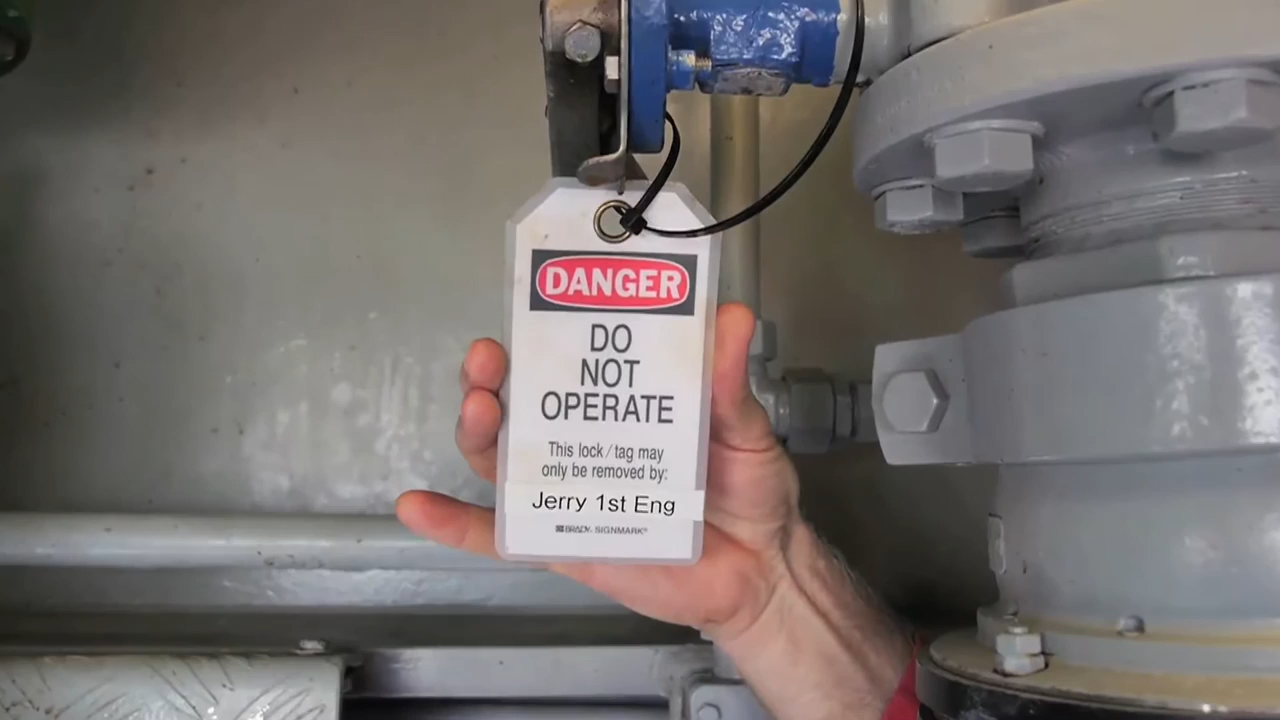 DANGER
DO
NOT
OPERATE
This lock/tag may
only be removed by:
Jerry 1st Eng
BRADY. SIGNMARK®